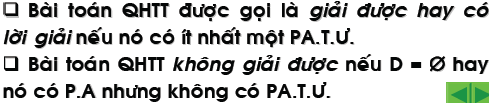 ❑ Bài toán QHTT được gọi là giải được hay có
lời giải nếu nó có ít nhất một PA.T.Ư.
❑ Bài toán QHTT không giải được nếu D = Ø hay
nó có P.A nhưng không có PA.T.Ư.